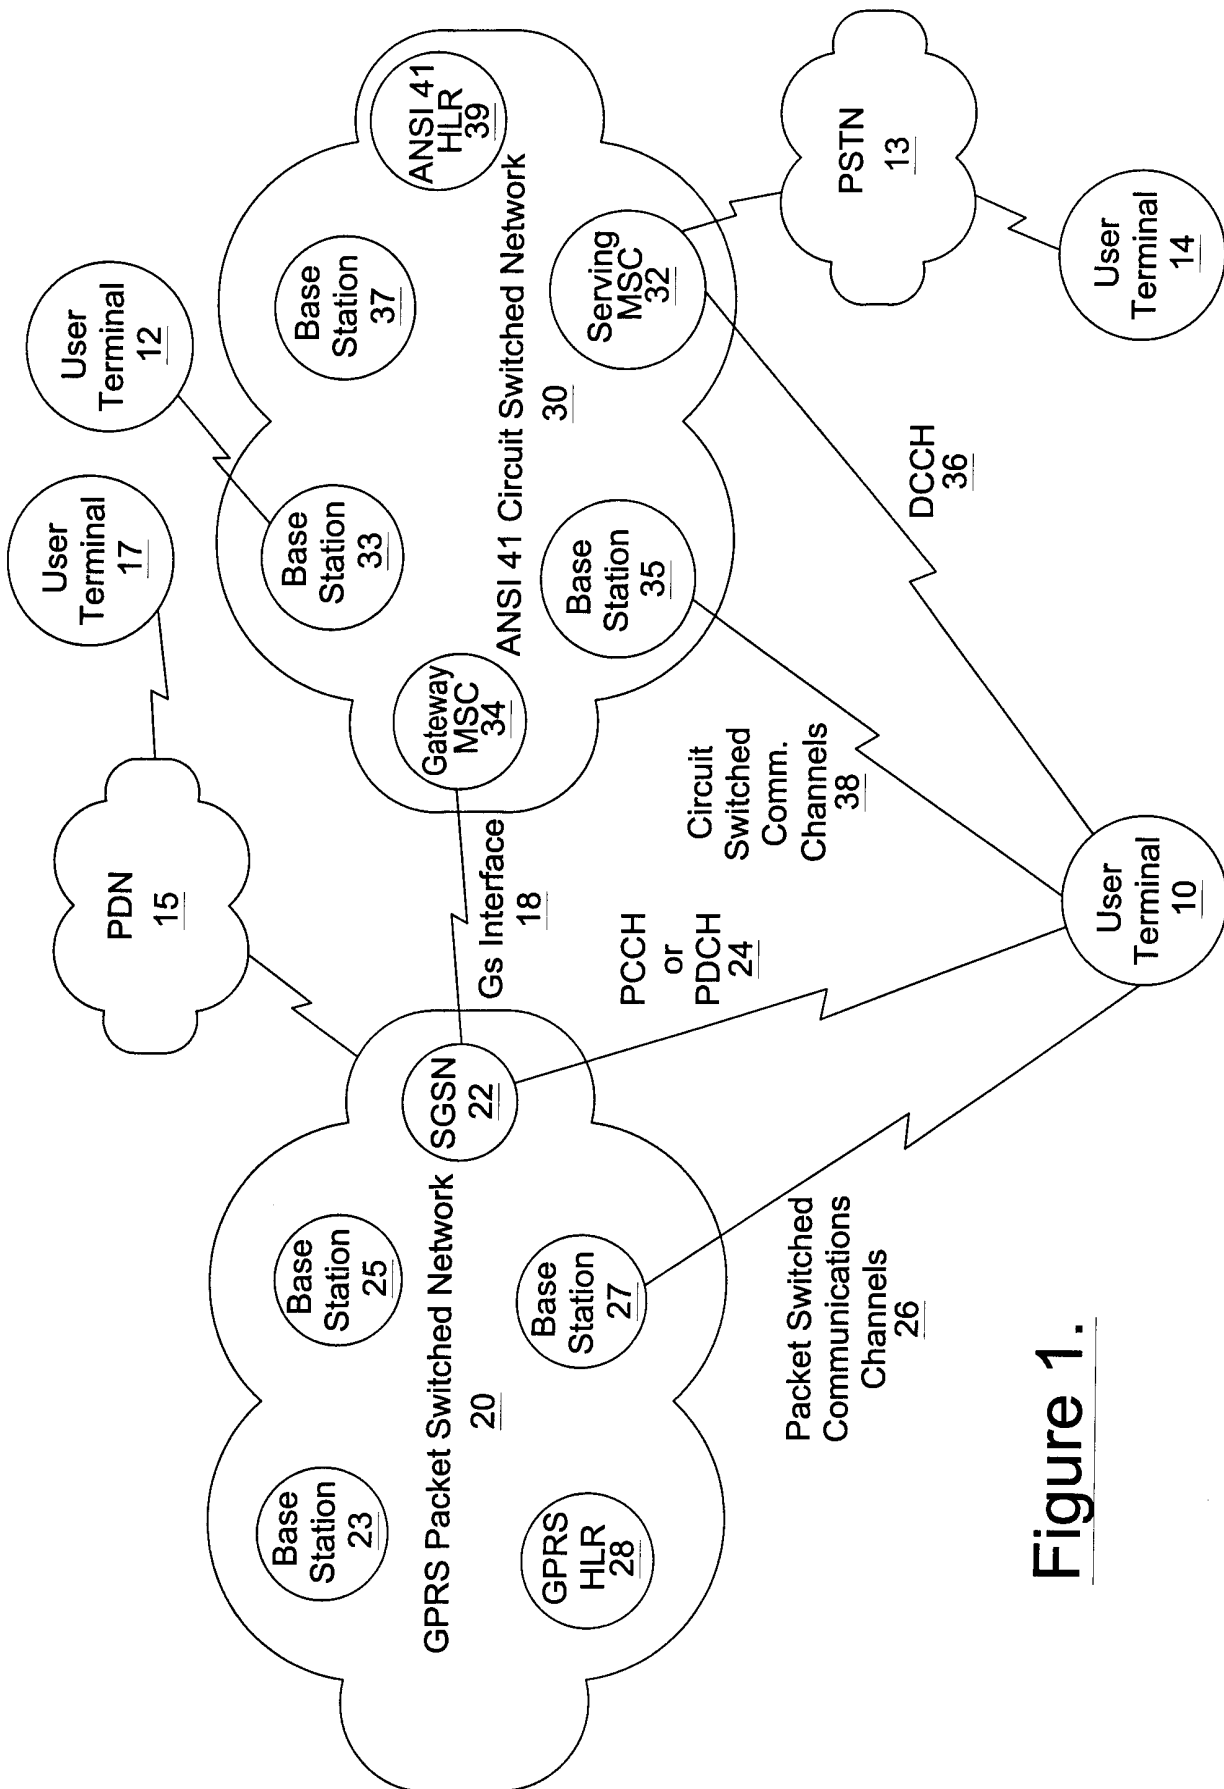 User
Terminal
17
User
Terminal
12
PDN
15
Base
Station
23
Base
Station
25
GPRS Packet Switched Network
20
SGSN
22
GPRS
HLR
28
Base
Station
27
Gs Interface
18
Gateway
MSC
34
Base
Station
33
Base
Station
37
ANSI 41
HLR
39
ANSI 41 Circuit Switched Network
30
Base
Station
35
Serving
MSC
32
Packet Switched
Communications
Channels
26
PCCH
or
PDCH
24
Circuit
Switched
Comm.
Channels
38
DCCH
36
PSTN
13
User
Terminal
10
User
Terminal
14
Figure 1.